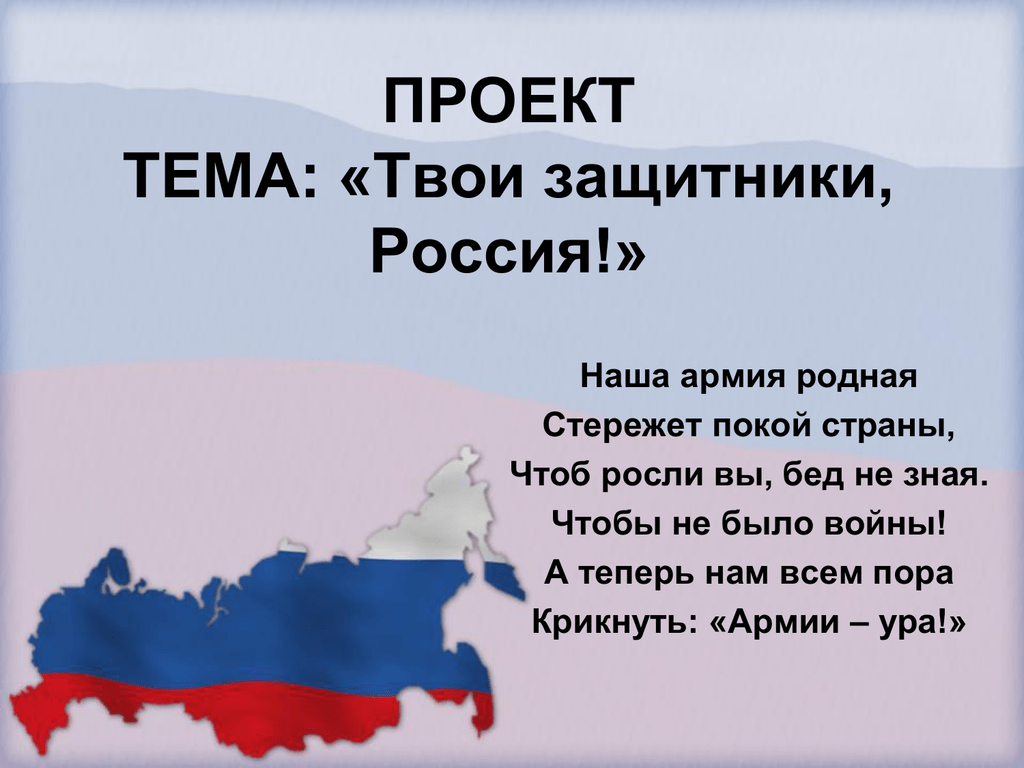 ПРОЕКТ
ТЕМА: «Твои защитники,
Россия!»
Наша армия родная
Стережет покой страны,
Чтоб росли вы, бед не зная.
Чтобы не было войны!
А теперь нам всем пора
Крикнуть: «Армии – ура!»